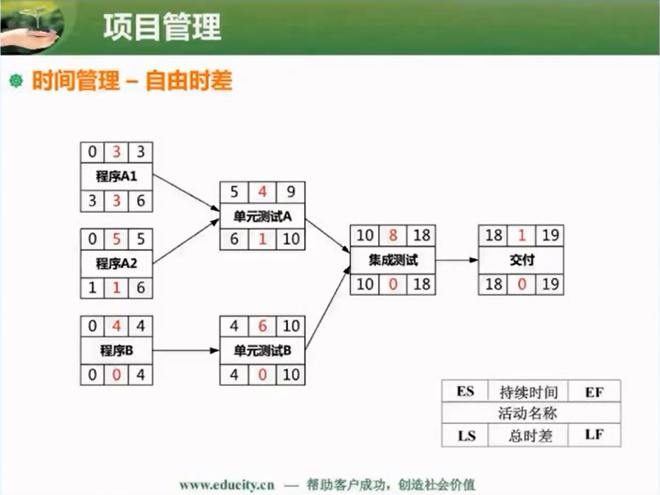 项目管理
时间管理 – 自由时差
0 3 3
程序A1
3 3 6
5 4 9
单元测试A
6 1 10
0 5 5
程序A2
1 1 6
10 8 18
集成测试
10 0 18
18 1 19
交付
18 0 19
0 4 4
程序B
0 0 4
4 6 10
单元测试B
4 0 10
ES 持续时间 EF
活动名称
LS 总时差 LF
www.educity.cn — 帮助客户成功，创造社会价值